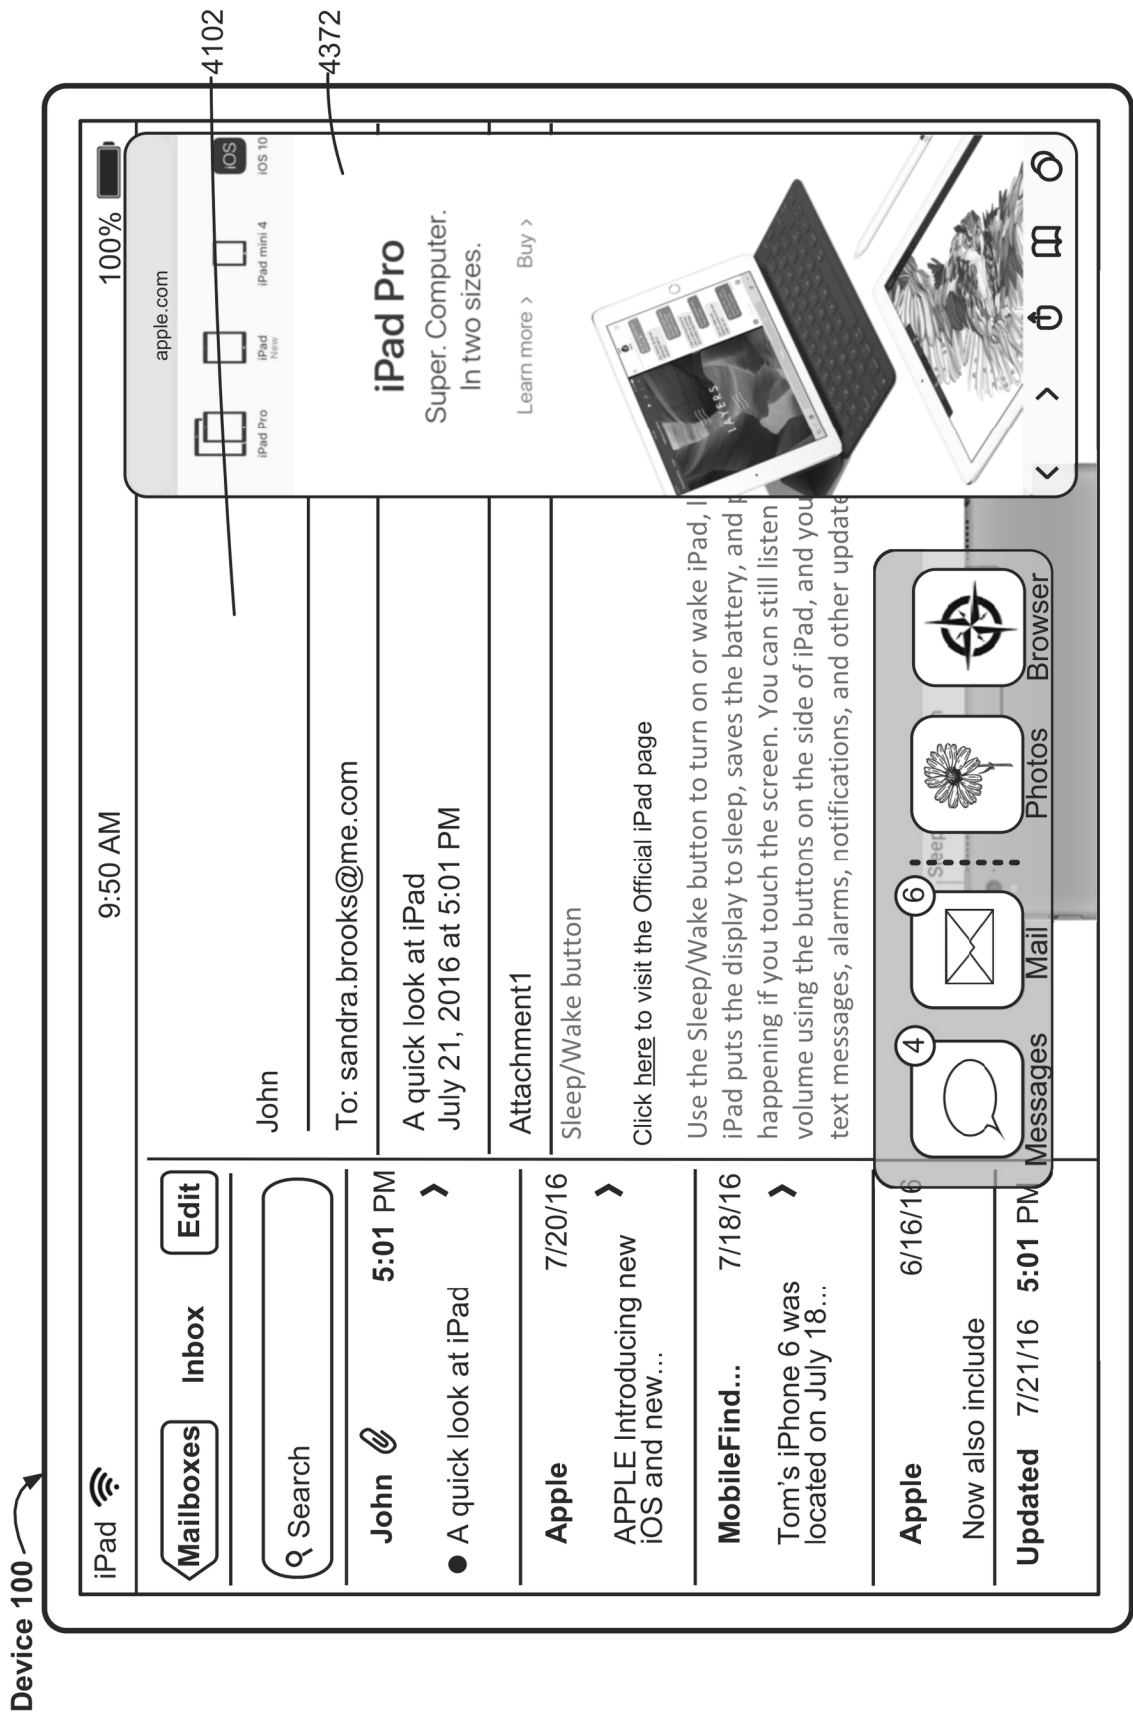 Device 100
4102
4372
iPad
9:50 AM
100%
Mailboxes
Inbox
Edit
Search
John
5:01 PM
A quick look at iPad
Apple
7/20/16
APPLE Introducing new
iOS and new...
MobileFind...
7/18/16
Tom's iPhone 6 was
located on July 18...
Apple
6/16/16
Now also include
Updated 7/21/16 5:01 PM
John
To: sandra.brooks@me.com
A quick look at iPad
July 21, 2016 at 5:01 PM
Attachment1
Sleep/Wake button
Click here to visit the Official iPad page
Use the Sleep/Wake button to turn on or wake iPad, l
iPad puts the display to sleep, saves the battery, and p
happening if you touch the screen. You can still listen
volume using the buttons on the side of iPad, and you
text messages, alarms, notifications, and other update
Sleep
4
6
Messages
Mail
Photos
Browser
apple.com
iPad Pro
iPad
New
iPad mini 4
iOS
iOS 10
iPad Pro
Super. Computer.
In two sizes.
Learn more > Buy >
LAYERS